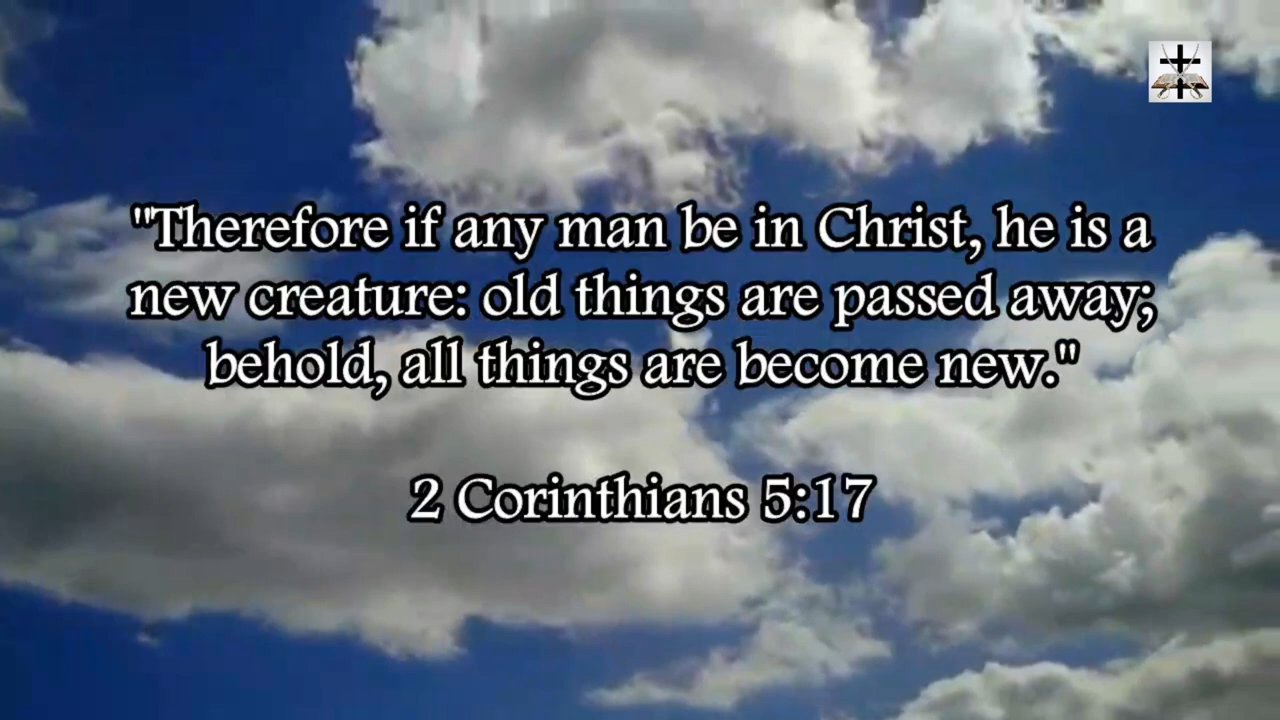 "Therefore if any man be in Christ, he is a
new creature: old things are passed away;
behold, all things are become new."
2 Corinthians 5:17